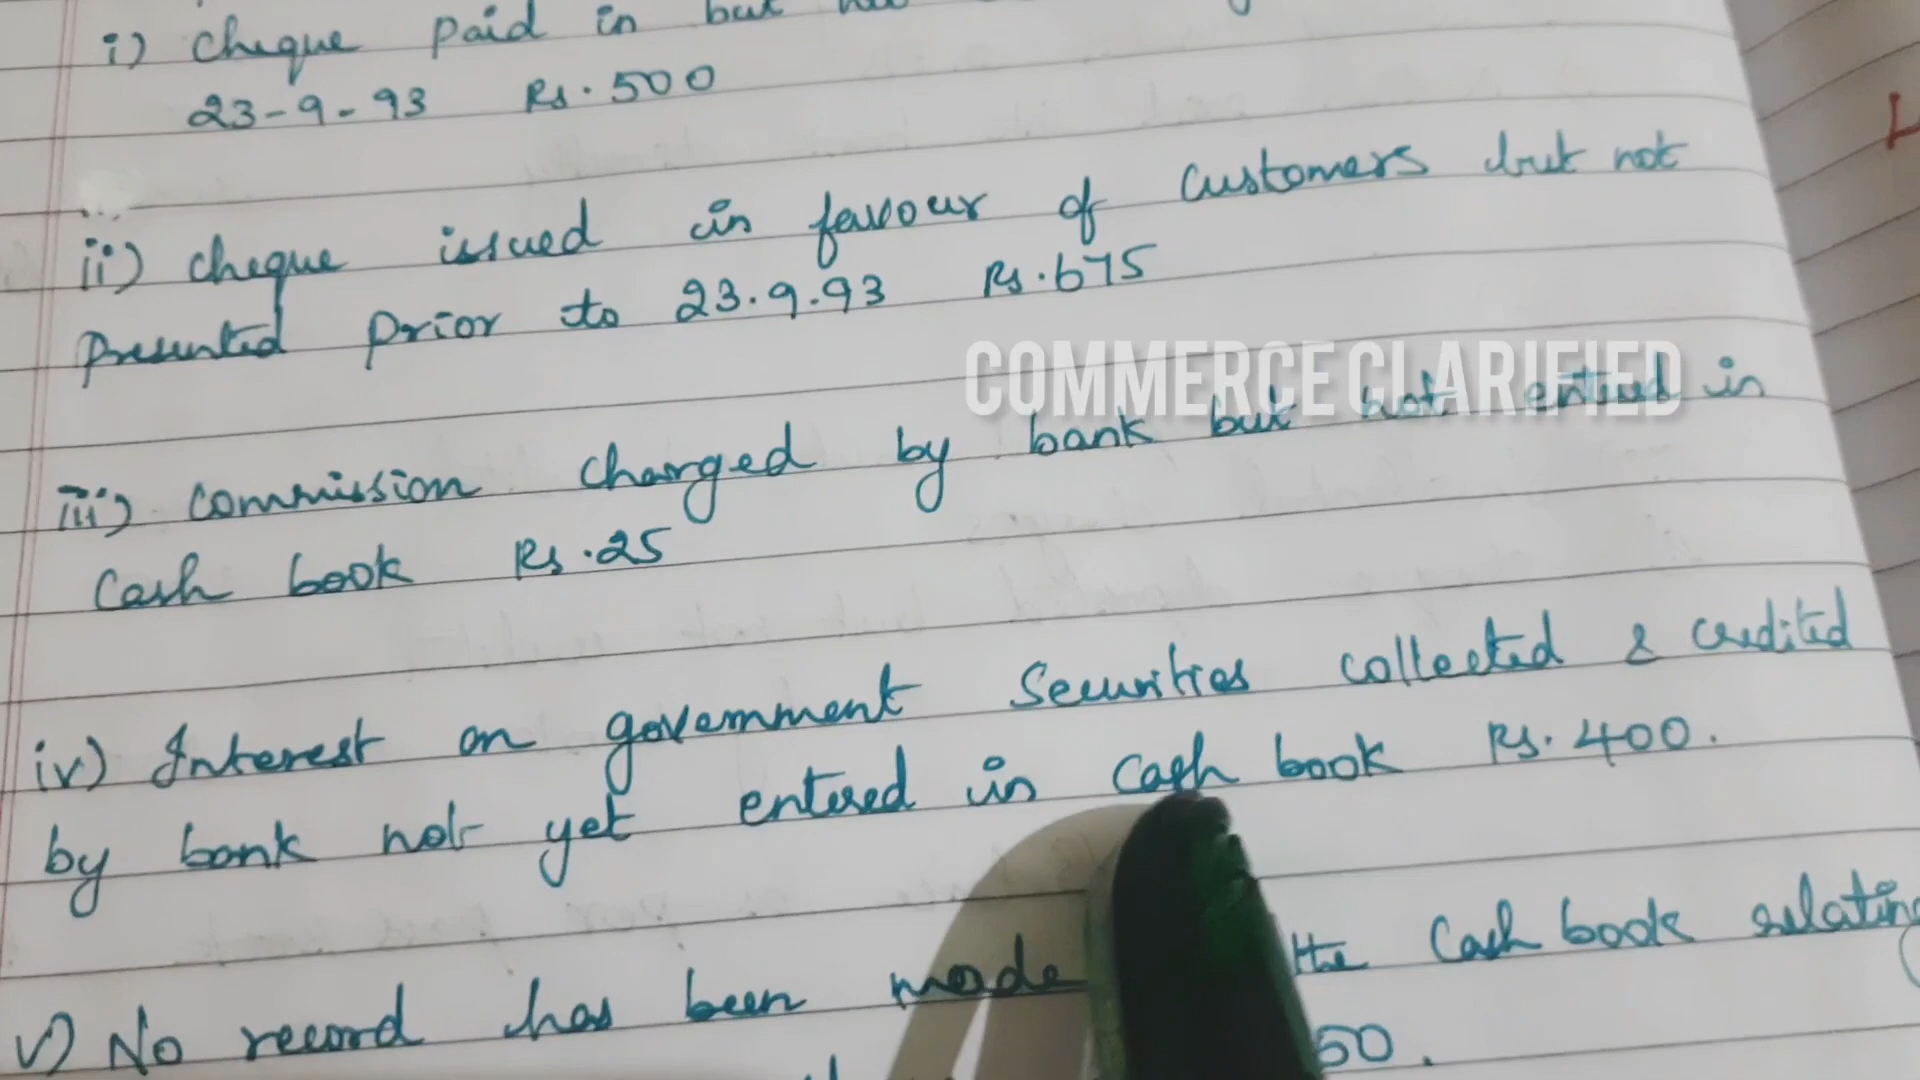 i) cheque paid in but
23-9-93 Rs. 500
ii) cheque issued in favour of customers but not
presented prior to 23.9.93 Rs. 675
COMMERCE CLARIFIED
iii) commission charged by bank but not entered in
cash book Rs. 25
iv) Interest on government securities collected & credited
by bank not yet entered in cash book Rs. 400.
v) No record has been made the cash book relating
50.